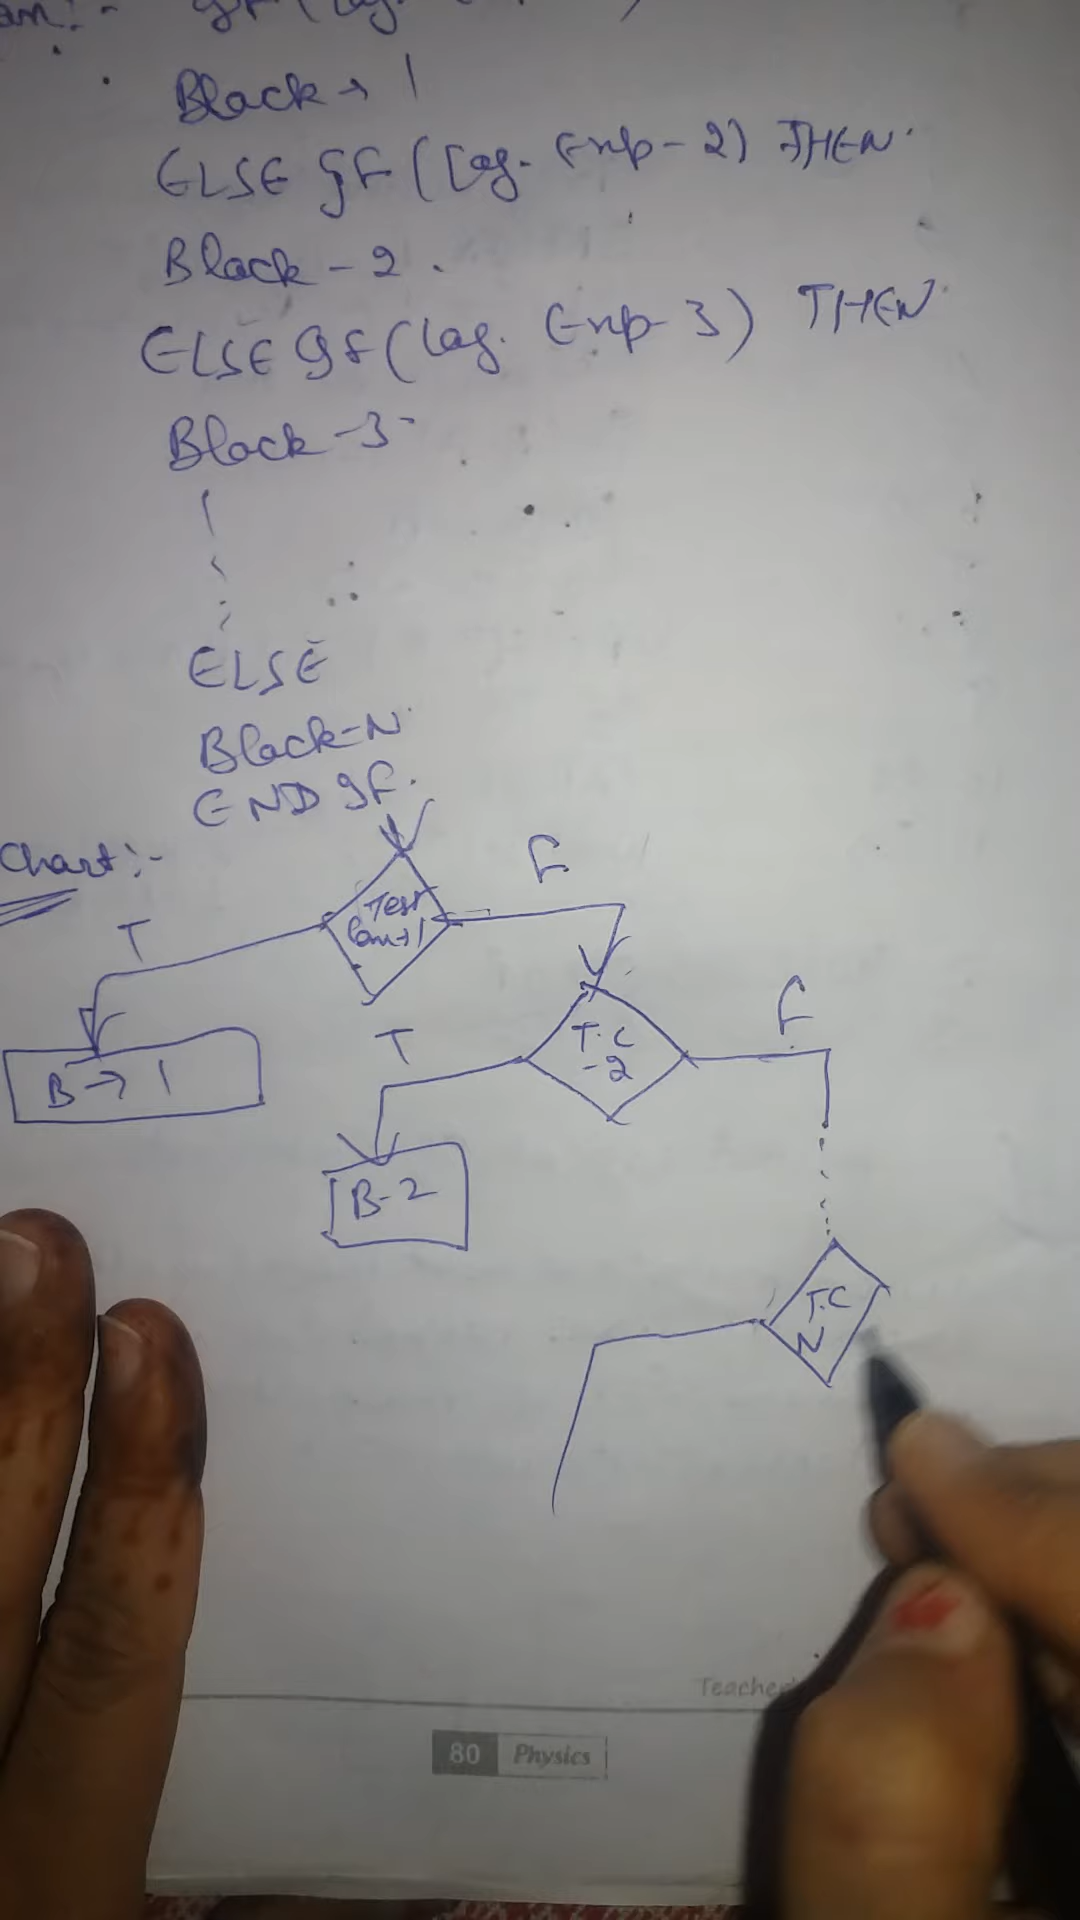 Block → 1
ELSE IF (Log. Exp-2) THEN
Block - 2.
ELSE IF (Log. Exp-3) THEN
Block - 3
ELSE
Block - N
END IF.
Chart:-
T
Test
Con → 1
F
B → 1
T
T.C
-2
F
B-2
T.C
N
Teacher
80 Physics